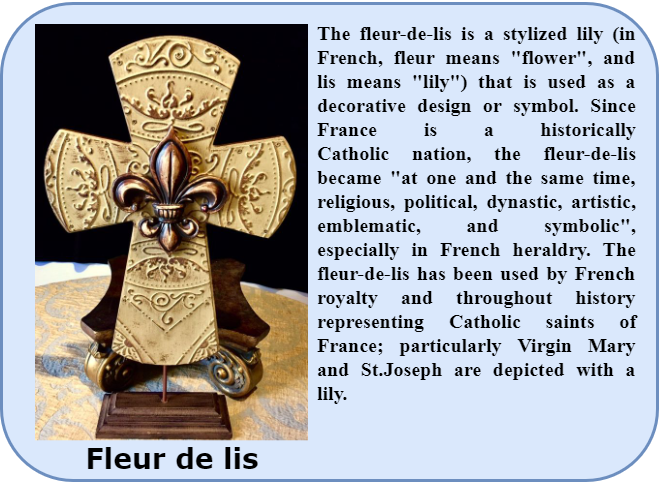 The fleur-de-lis is a stylized lily (in
French, fleur means "flower", and
lis means "lily") that is used as a
decorative design or symbol. Since
France is a historically
Catholic nation, the fleur-de-lis
became "at one and the same time,
religious, political, dynastic, artistic,
emblematic, and symbolic",
especially in French heraldry. The
fleur-de-lis has been used by French
royalty and throughout history
representing Catholic saints of
France; particularly Virgin Mary
and St.Joseph are depicted with a
lily.
Fleur de lis